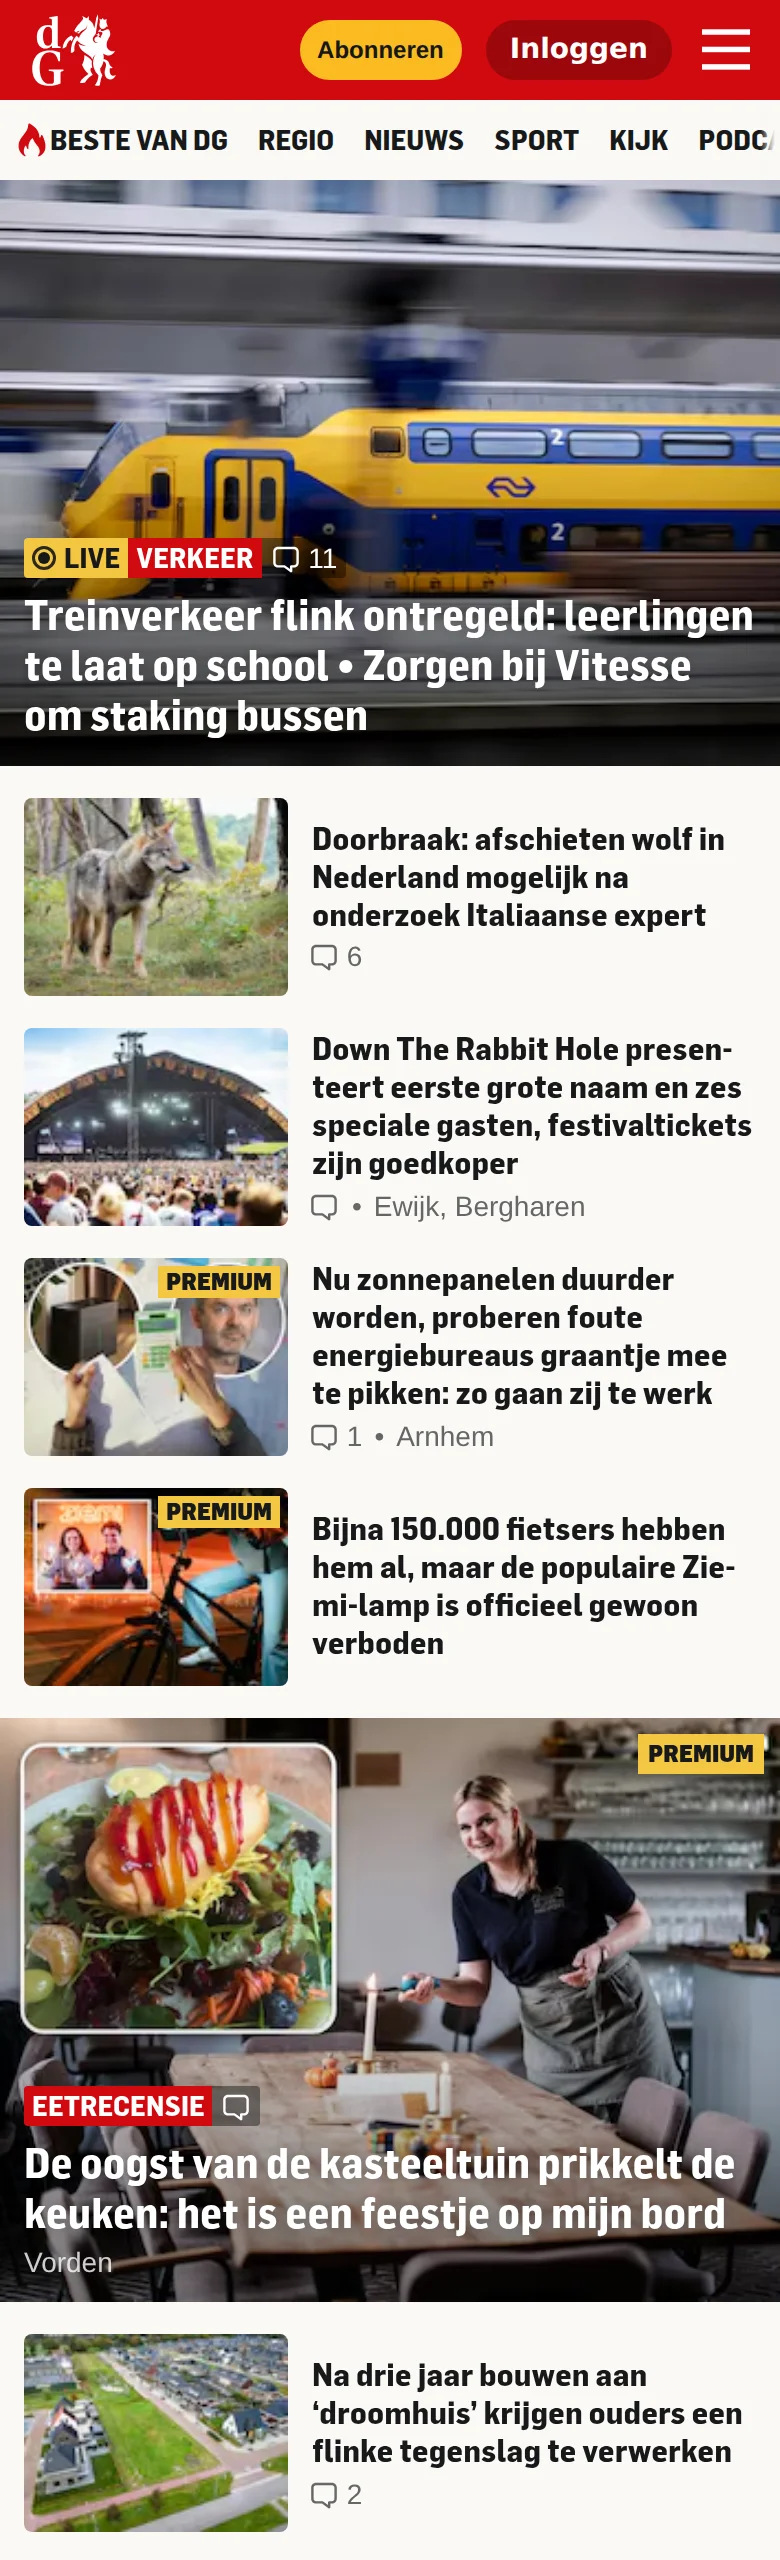 dG
Abonneren
Inloggen
BESTE VAN DG REGIO NIEUWS SPORT KIJK PODCA
2
2
LIVE VERKEER 11
Treinverkeer flink ontregeld: leerlingen
te laat op school • Zorgen bij Vitesse
om staking bussen
Doorbraak: afschieten wolf in
Nederland mogelijk na
onderzoek Italiaanse expert
6
Down The Rabbit Hole presen-
teert eerste grote naam en zes
speciale gasten, festivaltickets
zijn goedkoper
• Ewijk, Bergharen
PREMIUM
Nu zonnepanelen duurder
worden, proberen foute
energiebureaus graantje mee
te pikken: zo gaan zij te werk
1 • Arnhem
PREMIUM
Bijna 150.000 fietsers hebben
hem al, maar de populaire Zie-
mi-lamp is officieel gewoon
verboden
PREMIUM
EETRECENSIE
De oogst van de kasteeltuin prikkelt de
keuken: het is een feestje op mijn bord
Vorden
Na drie jaar bouwen aan
‘droomhuis’ krijgen ouders een
flinke tegenslag te verwerken
2